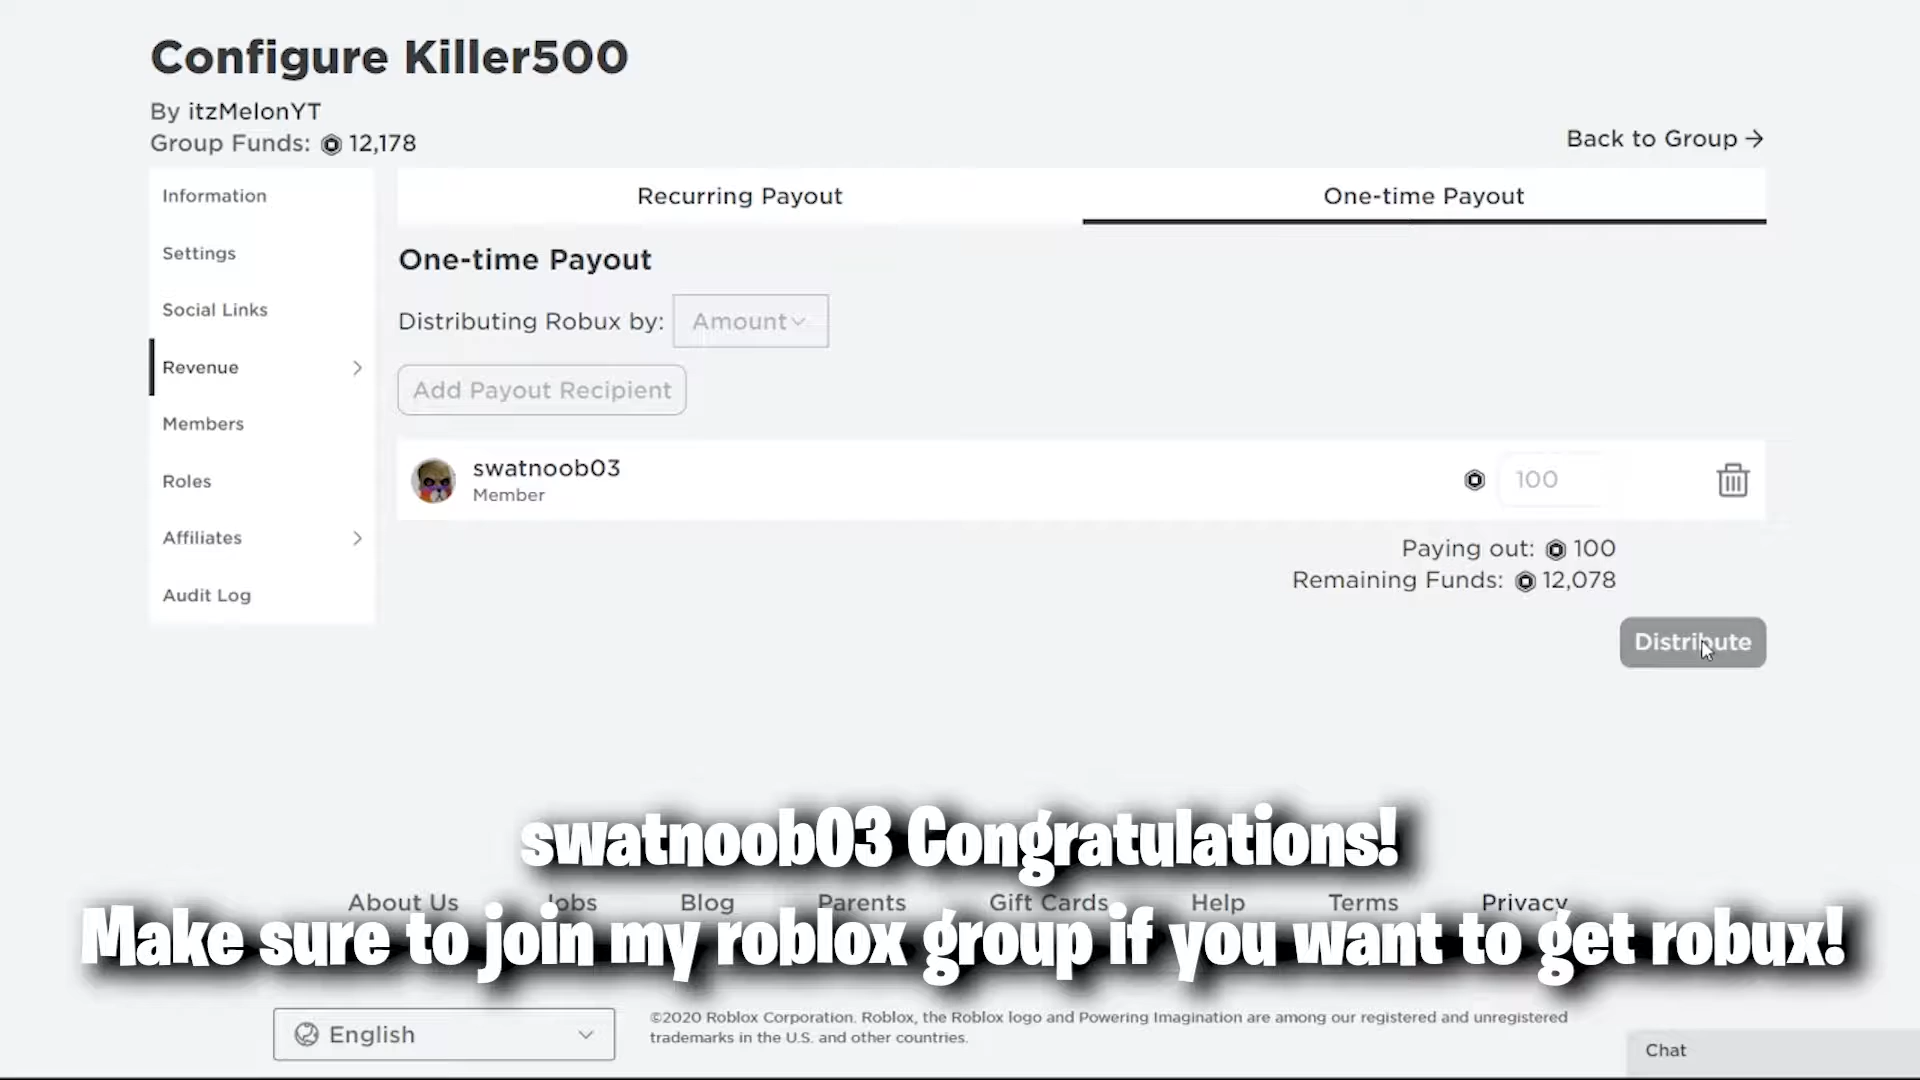 Configure Killer500
By itzMelonYT
Group Funds: 12,178
Back to Group →
Information
Settings
Social Links
Revenue
Members
Roles
Affiliates
Audit Log
Recurring Payout
One-time Payout
One-time Payout
Distributing Robux by: Amount
Add Payout Recipient
swatnoob03
Member
100
Paying out: 100
Remaining Funds: 12,078
Distribute
swatnoob03 Congratulations!
About Us Jobs Blog Parents Gift Cards Help Terms Privacy
Make sure to join my roblox group if you want to get robux!
English
©2020 Roblox Corporation. Roblox, the Roblox logo and Powering Imagination are among our registered and unregistered
trademarks in the U.S. and other countries.
Chat